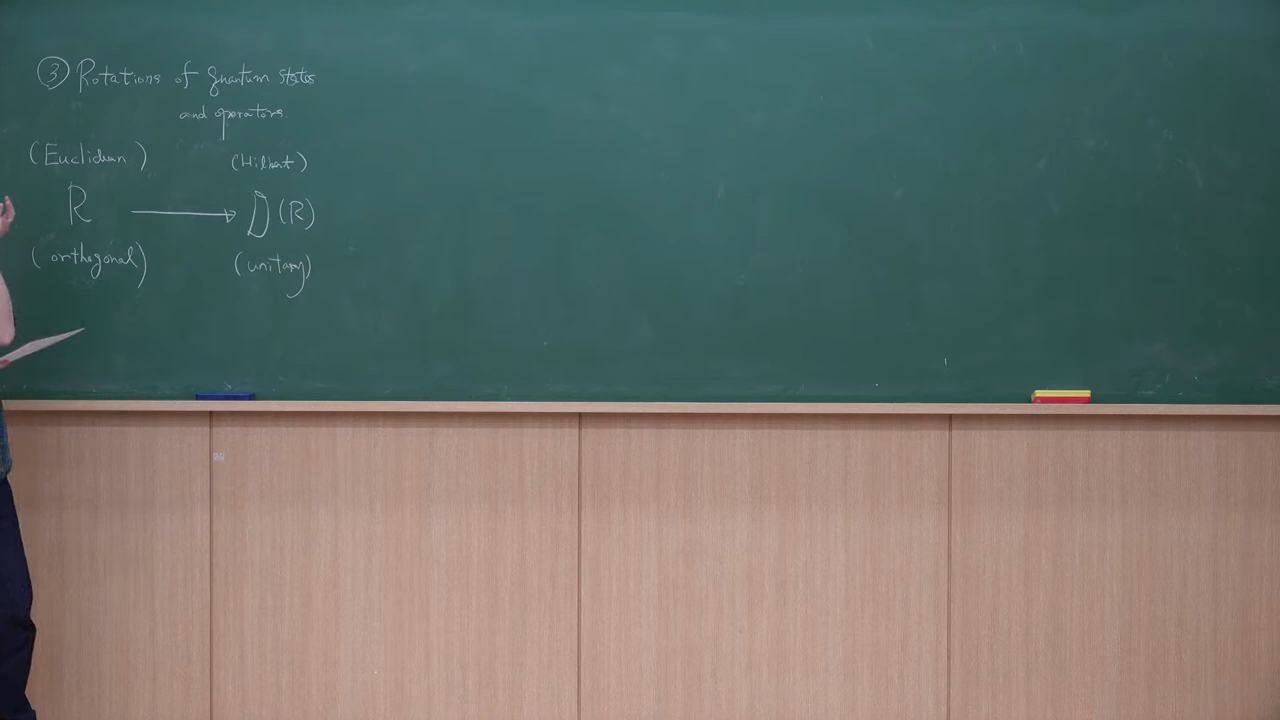 ③ Rotations of quantum states
and operators.
(Euclidean) (Hilbert)
R ⟶ D(R)
(orthogonal) (unitary)